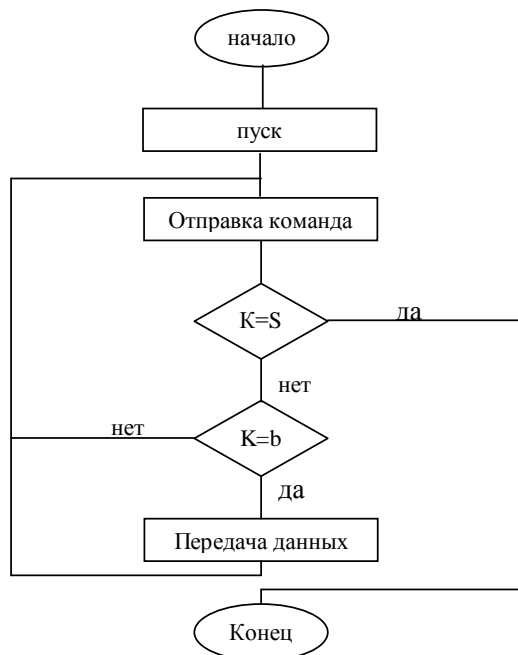 начало
пуск
Отправка команда
K=S
да
нет
K=b
нет
да
Передача данных
Конец